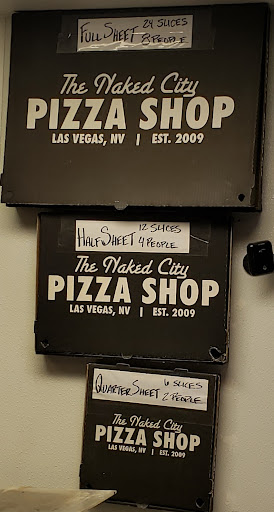 FULL SHEET 24 SLICES
8 PEOPLE
The Naked City
PIZZA SHOP
LAS VEGAS, NV | EST. 2009
HALF SHEET 12 SLICES
4 PEOPLE
The Naked City
PIZZA SHOP
LAS VEGAS, NV | EST. 2009
QUARTER SHEET 6 SLICES
2 PEOPLE
The Naked City
PIZZA SHOP
LAS VEGAS, NV | EST. 2009